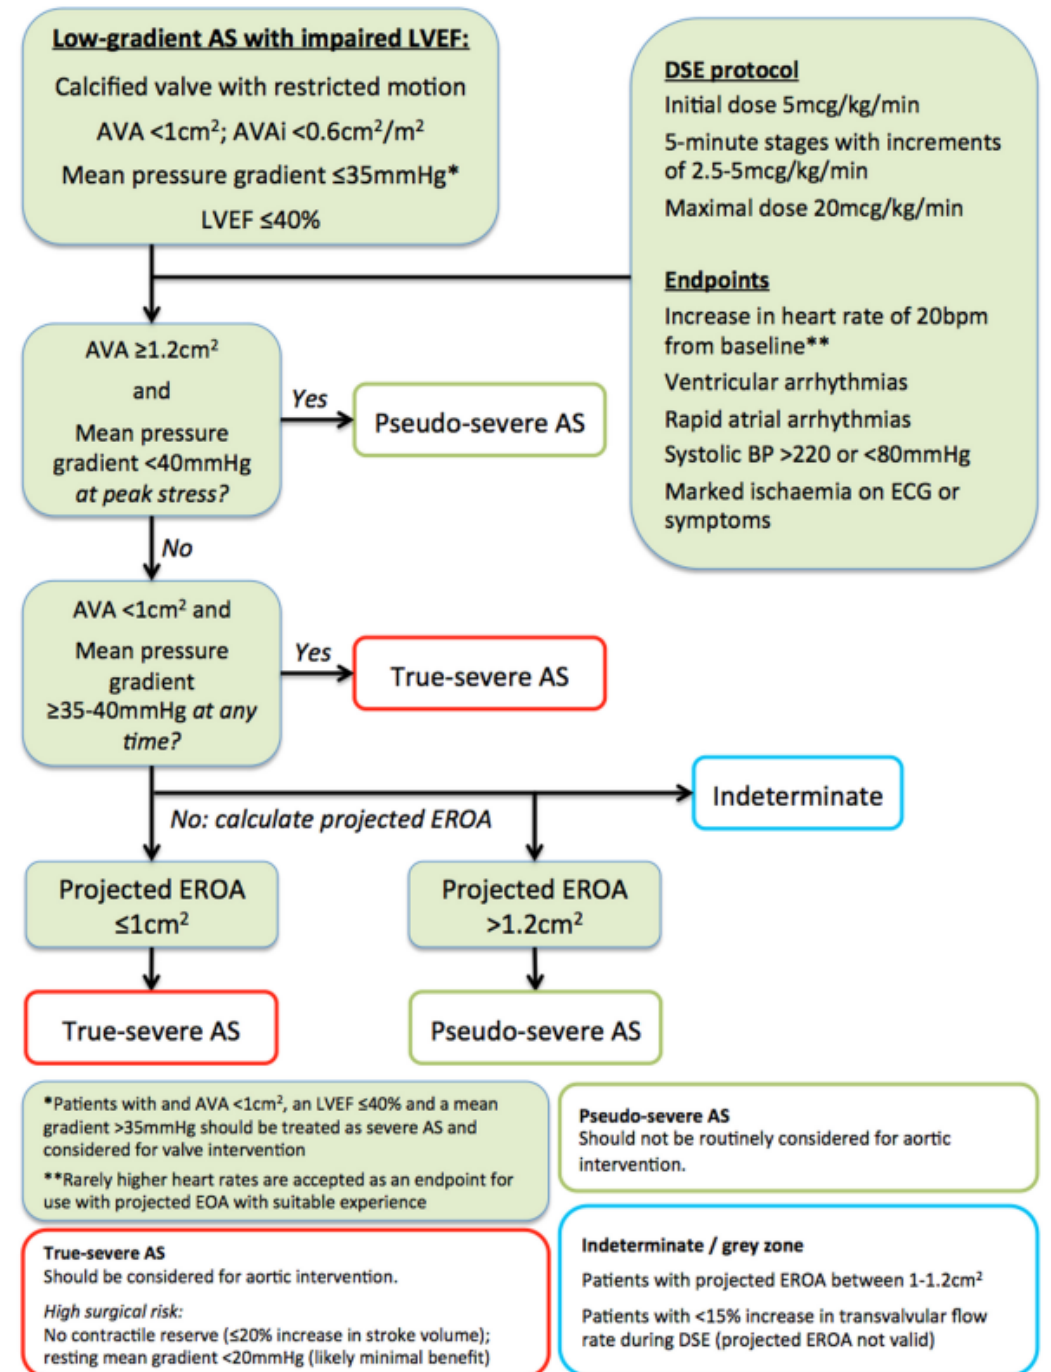 Low-gradient AS with impaired LVEF:
Calcified valve with restricted motion
AVA <1cm²; AVAi <0.6cm²/m²
Mean pressure gradient ≤35mmHg*
LVEF ≤40%
DSE protocol
Initial dose 5mcg/kg/min
5-minute stages with increments
of 2.5-5mcg/kg/min
Maximal dose 20mcg/kg/min
Endpoints
Increase in heart rate of 20bpm
from baseline**
Ventricular arrhythmias
Rapid atrial arrhythmias
Systolic BP >220 or <80mmHg
Marked ischaemia on ECG or
symptoms
AVA ≥1.2cm²
and
Mean pressure
gradient <40mmHg
at peak stress?
Yes
Pseudo-severe AS
No
AVA <1cm² and
Mean pressure
gradient
≥35-40mmHg at any
time?
Yes
True-severe AS
Indeterminate
No: calculate projected EROA
Projected EROA
≤1cm²
Projected EROA
>1.2cm²
True-severe AS
Pseudo-severe AS
*Patients with and AVA <1cm², an LVEF ≤40% and a mean
gradient >35mmHg should be treated as severe AS and
considered for valve intervention
**Rarely higher heart rates are accepted as an endpoint for
use with projected EOA with suitable experience
Pseudo-severe AS
Should not be routinely considered for aortic
intervention.
True-severe AS
Should be considered for aortic intervention.
High surgical risk:
No contractile reserve (≤20% increase in stroke volume);
resting mean gradient <20mmHg (likely minimal benefit)
Indeterminate / grey zone
Patients with projected EROA between 1-1.2cm²
Patients with <15% increase in transvalvular flow
rate during DSE (projected EROA not valid)